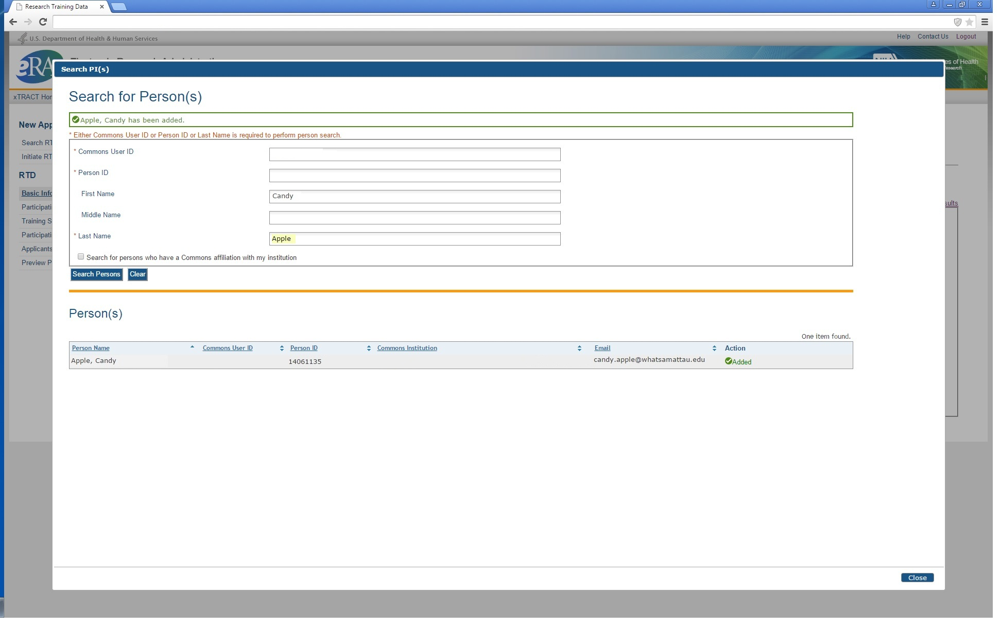 Research Training Data
U.S. Department of Health & Human Services
Help Contact Us Logout
eRA
es of Health
esearch
Search PI(s)
xTRACT Hom
Search for Person(s)
Apple, Candy has been added.
New App
* Either Commons User ID or Person ID or Last Name is required to perform person search.
Search RT
* Commons User ID
Initiate RT
* Person ID
RTD
Basic Info
First Name Candy
sults
Participati
Middle Name
Training S
Participati
* Last Name Apple
Applicants
Search for persons who have a Commons affiliation with my institution
Preview P
Search Persons Clear
Person(s)
One item found.
Person Name Commons User ID Person ID Commons Institution Email Action
Apple, Candy 14061135 candy.apple@whatsamattau.edu Added
Close